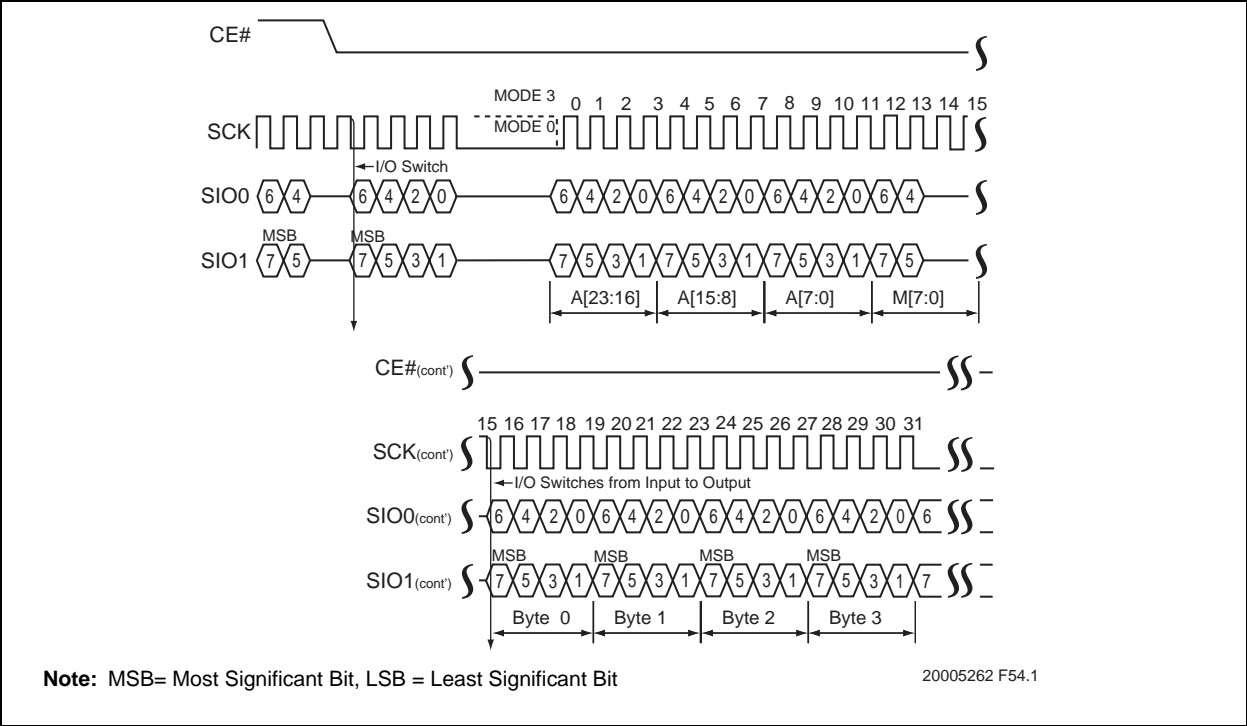 CE#
MODE 3
0 1 2 3 4 5 6 7 8 9 10 11 12 13 14 15
SCK
MODE 0
I/O Switch
SIO0 6 4 6 4 2 0 6 4 2 0 6 4 2 0 6 4 2 0 6 4
MSB MSB
SIO1 7 5 7 5 3 1 7 5 3 1 7 5 3 1 7 5 3 1 7 5
A[23:16] A[15:8] A[7:0] M[7:0]
CE#(cont')
15 16 17 18 19 20 21 22 23 24 25 26 27 28 29 30 31
SCK(cont')
I/O Switches from Input to Output
SIO0(cont') 6 4 2 0 6 4 2 0 6 4 2 0 6 4 2 0 6
MSB MSB MSB MSB
SIO1(cont') 7 5 3 1 7 5 3 1 7 5 3 1 7 5 3 1 7
Byte 0 Byte 1 Byte 2 Byte 3
Note: MSB= Most Significant Bit, LSB = Least Significant Bit
20005262 F54.1